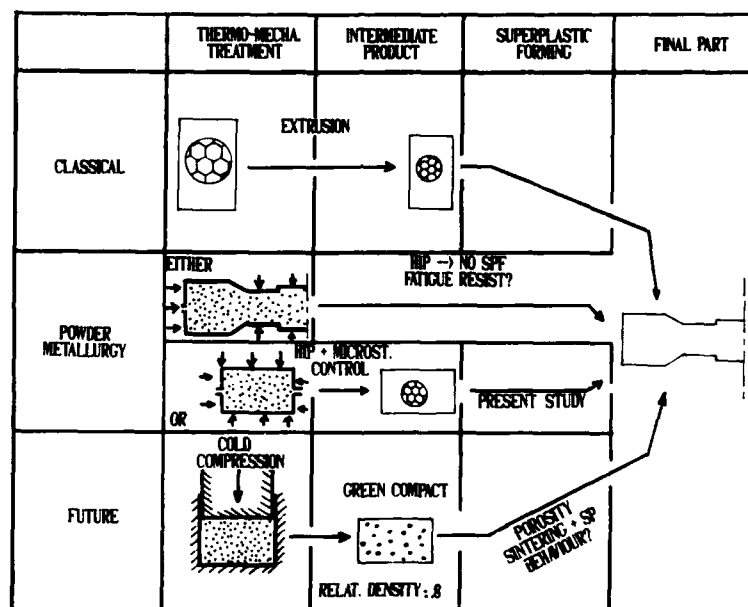 THERMO-MECHA.
TREATMENT
INTERMEDIATE
PRODUCT
SUPERPLASTIC
FORMING
FINAL PART
CLASSICAL
EXTRUSION
POWDER
METALLURGY
EITHER
HIP -> NO SPF
FATIGUE RESIST?
HIP + MICROST.
CONTROL
OR
PRESENT STUDY
FUTURE
COLD
COMPRESSION
GREEN COMPACT
RELAT. DENSITY: .8
POROSITY
SINTERING + SP
BEHAVIOUR?